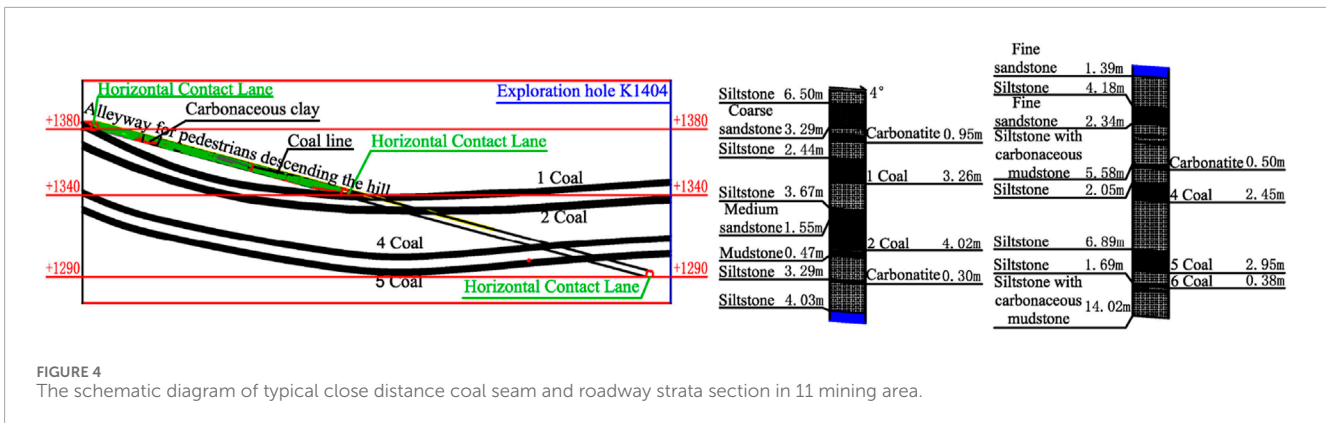 Horizontal Contact Lane
Exploration hole K1404
Carbonaceous clay
Alleyway for pedestrians descending the hill
+1380
+1380
Coal line
Horizontal Contact Lane
1 Coal
+1340
+1340
2 Coal
4 Coal
+1290
+1290
5 Coal
Horizontal Contact Lane
4°
Siltstone 6.50m
Coarse
sandstone 3.29m
Carbonatite 0.95m
Siltstone 2.44m
1 Coal 3.26m
Siltstone 3.67m
Medium
sandstone 1.55m
2 Coal 4.02m
Mudstone 0.47m
Siltstone 3.29m
Carbonatite 0.30m
Siltstone 4.03m
Fine
sandstone 1.39m
Siltstone 4.18m
Fine
sandstone 2.34m
Siltstone with
carbonaceous
mudstone 5.58m
Carbonatite 0.50m
Siltstone 2.05m
4 Coal 2.45m
Siltstone 6.89m
Siltstone 1.69m
5 Coal 2.95m
6 Coal 0.38m
Siltstone with
carbonaceous
mudstone 14.02m
FIGURE 4
The schematic diagram of typical close distance coal seam and roadway strata section in 11 mining area.